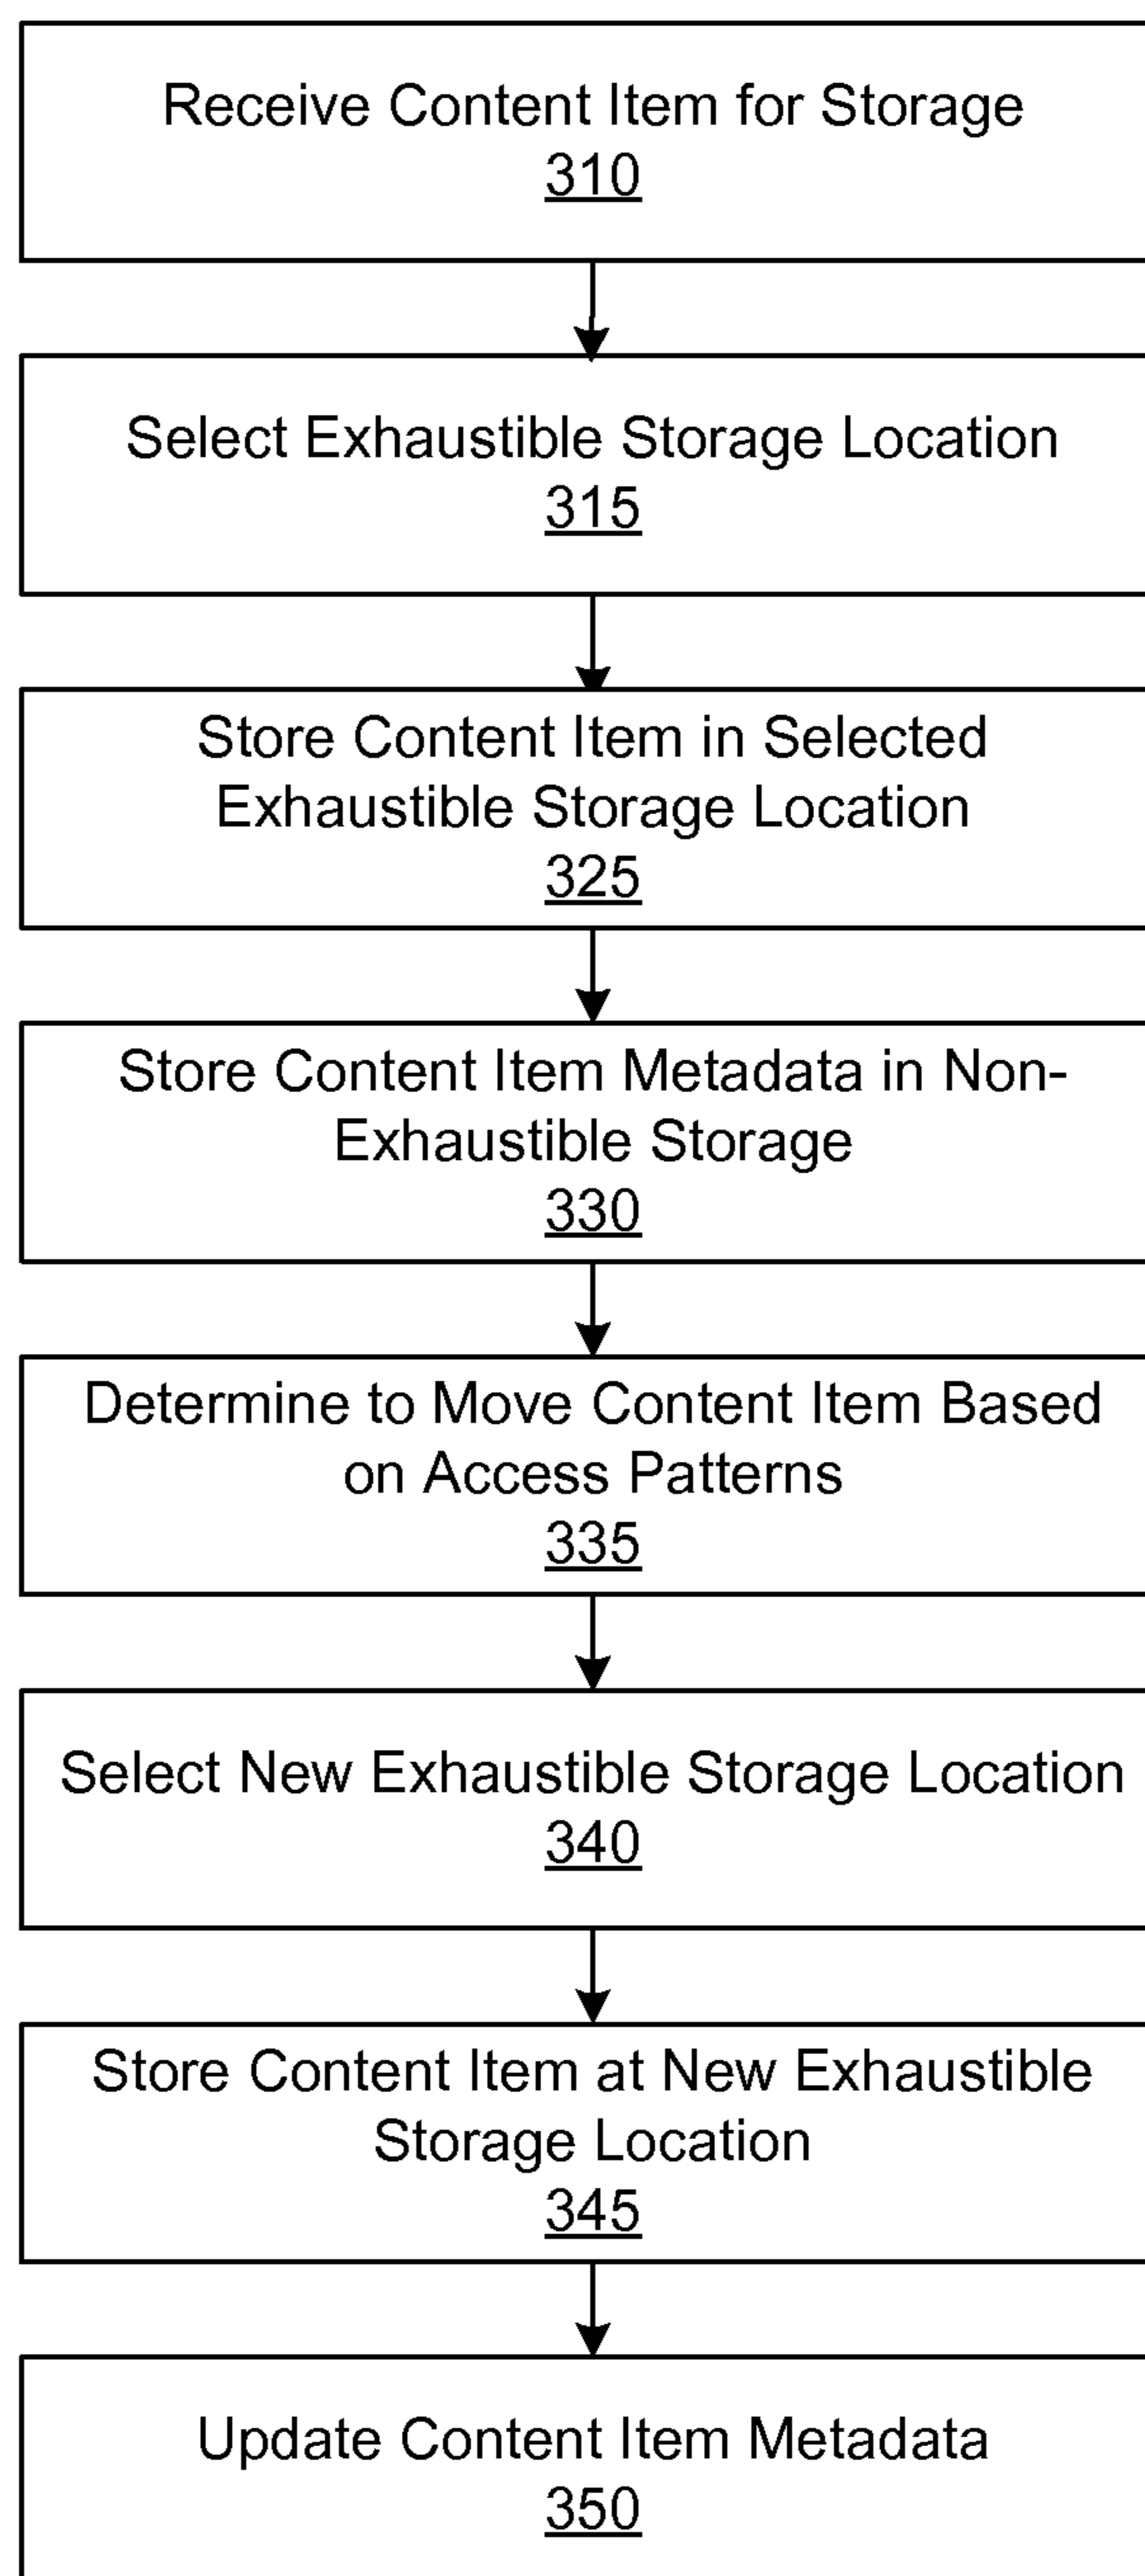 Receive Content Item for Storage
310
Select Exhaustible Storage Location
315
Store Content Item in Selected
Exhaustible Storage Location
325
Store Content Item Metadata in Non-
Exhaustible Storage
330
Determine to Move Content Item Based
on Access Patterns
335
Select New Exhaustible Storage Location
340
Store Content Item at New Exhaustible
Storage Location
345
Update Content Item Metadata
350